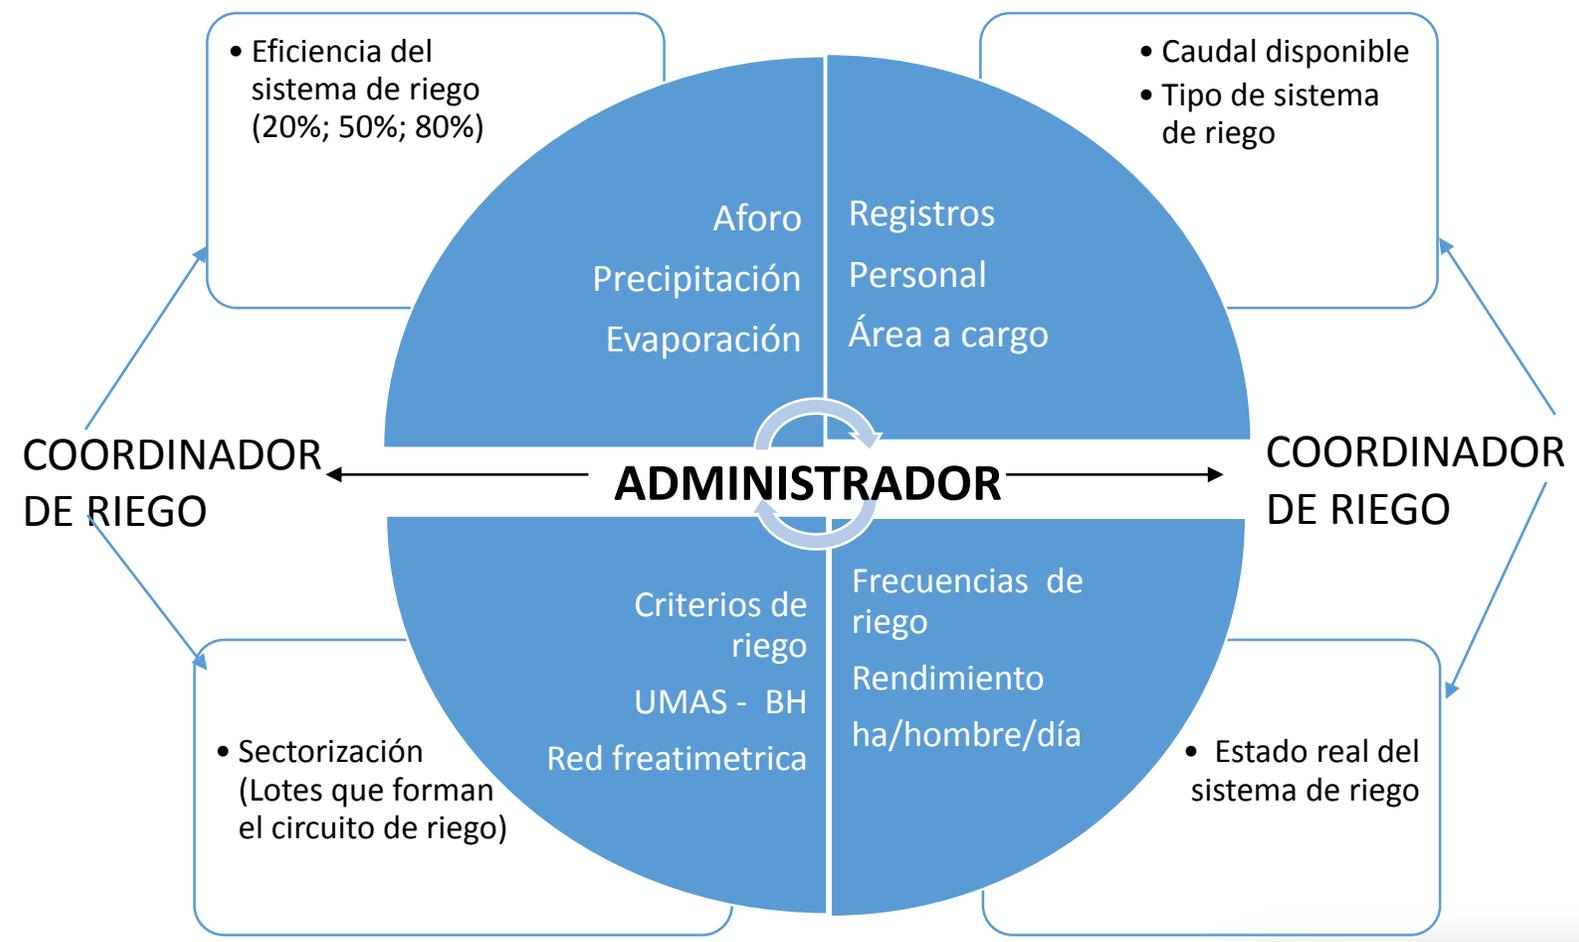 • Eficiencia del
sistema de riego
(20%; 50%; 80%)
• Caudal disponible
• Tipo de sistema
de riego
Aforo
Precipitación
Evaporación
Registros
Personal
Área a cargo
COORDINADOR
DE RIEGO
ADMINISTRADOR
COORDINADOR
DE RIEGO
Criterios de
riego
UMAS -  BH
Red freatimetrica
Frecuencias  de
riego
Rendimiento
ha/hombre/día
• Sectorización
(Lotes que forman
el circuito de riego)
•  Estado real del
sistema de riego